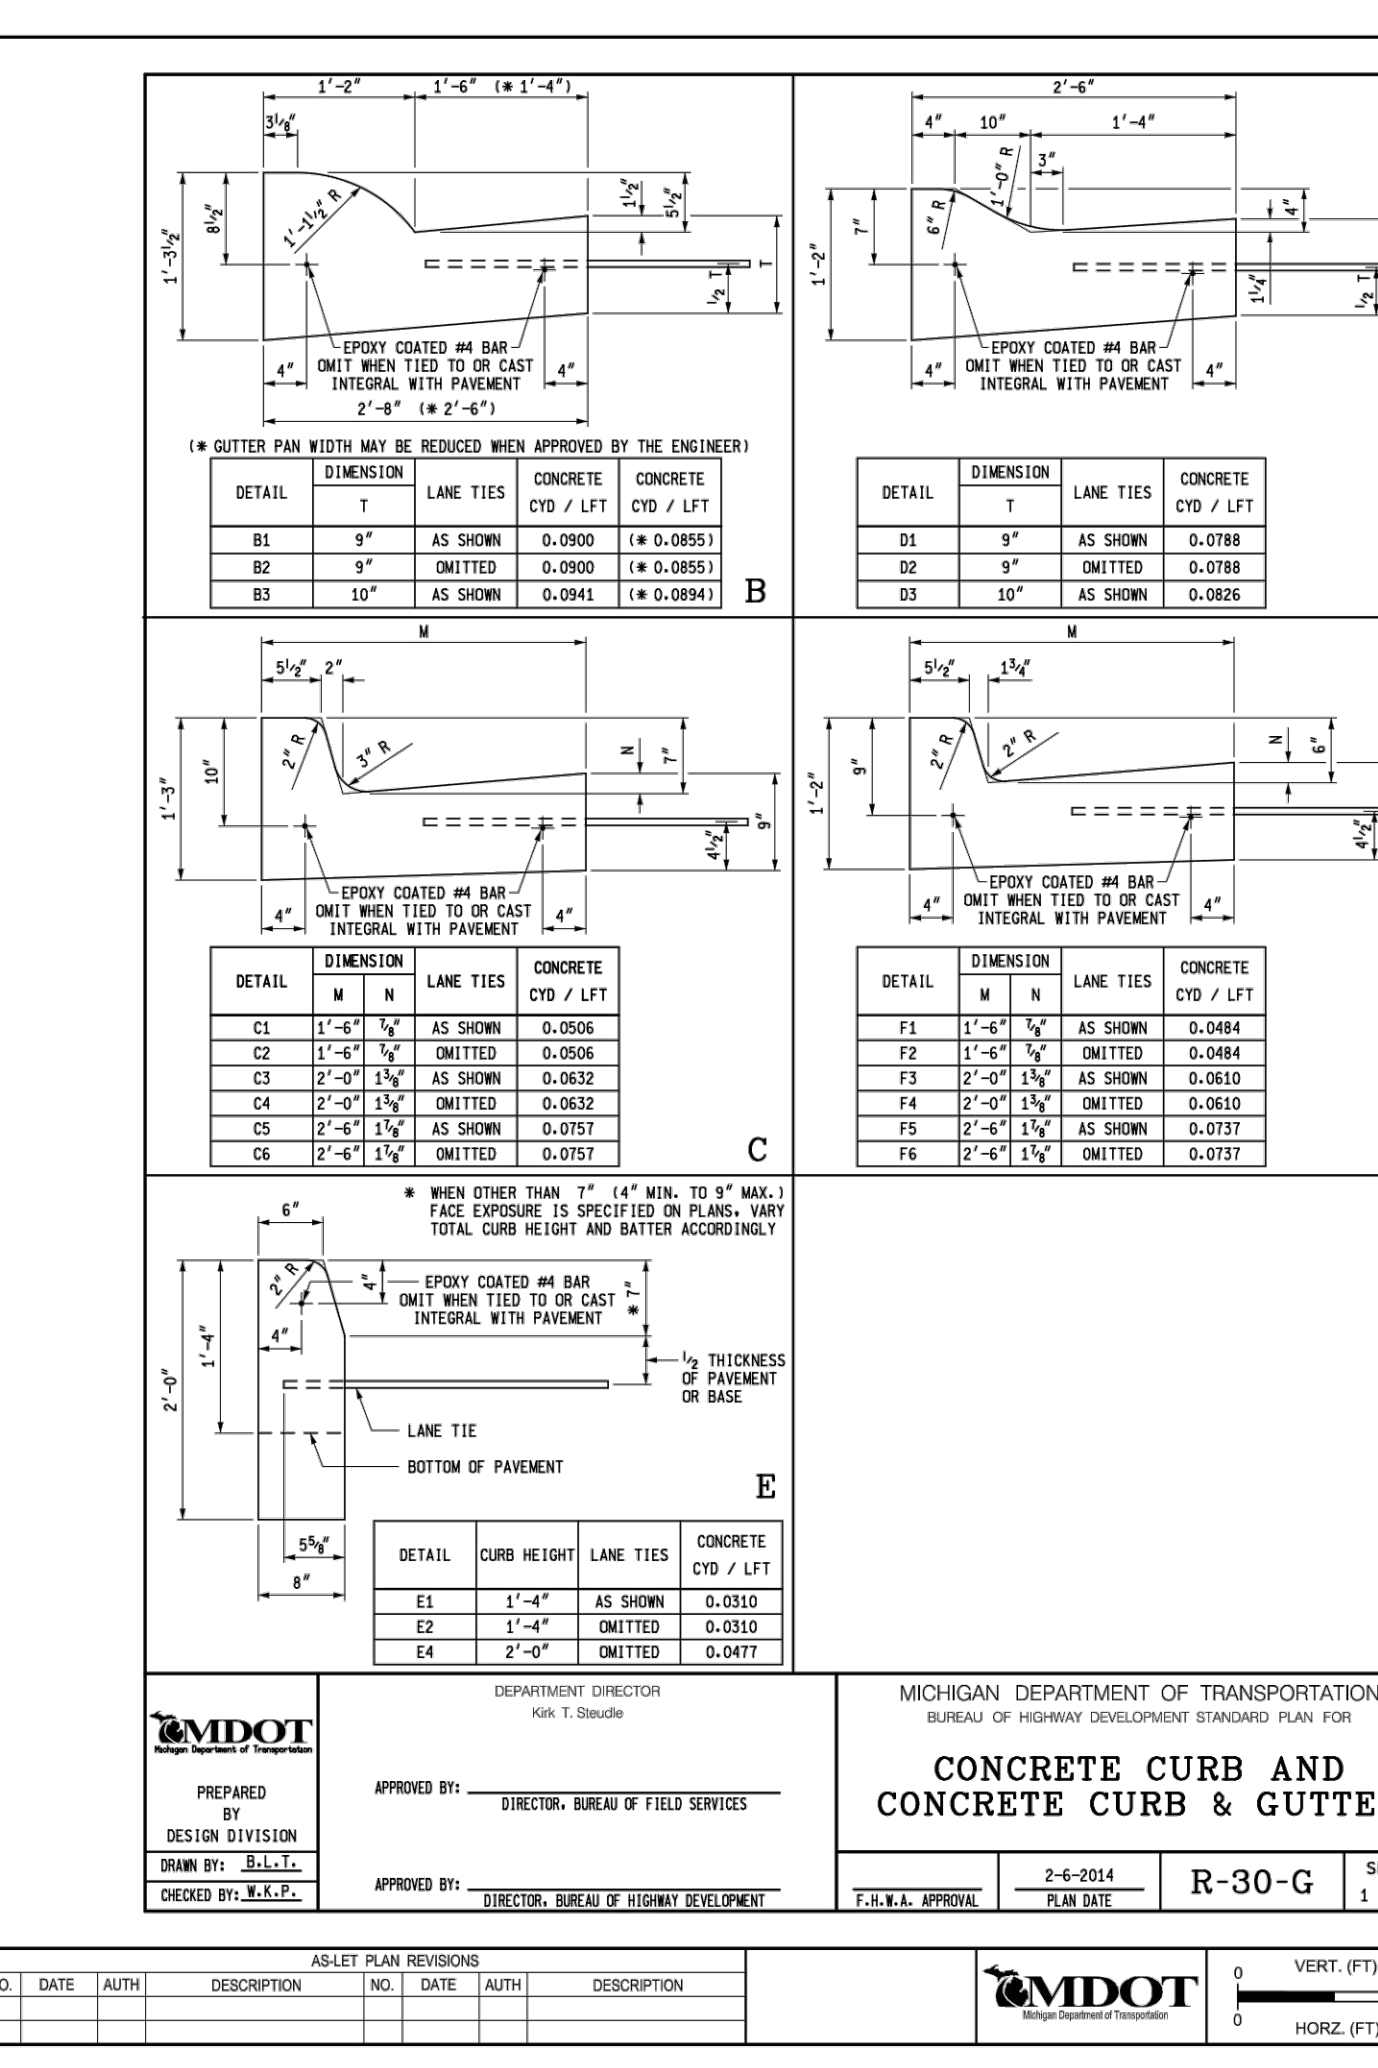 1'-2"
1'-6" (* 1'-4")
3 1/8"
8 1/2"
1'-3 1/2"
1'-1 1/2" R
1 1/2"
5 1/2"
T
1/2 T
EPOXY COATED #4 BAR
OMIT WHEN TIED TO OR CAST
INTEGRAL WITH PAVEMENT
4"
4"
2'-8" (* 2'-6")
(* GUTTER PAN WIDTH MAY BE REDUCED WHEN APPROVED BY THE ENGINEER)
DETAIL DIMENSION LANE TIES CONCRETE CONCRETE
T CYD / LFT CYD / LFT
B1 9" AS SHOWN 0.0900 (* 0.0855)
B2 9" OMITTED 0.0900 (* 0.0855)
B3 10" AS SHOWN 0.0941 (* 0.0894)
B
2'-6"
4" 10" 1'-4"
3"
1'-0" R
6" R
7"
1'-2"
4"
1 1/4"
1/2 T
EPOXY COATED #4 BAR
OMIT WHEN TIED TO OR CAST
INTEGRAL WITH PAVEMENT
4"
4"
DETAIL DIMENSION LANE TIES CONCRETE
T CYD / LFT
D1 9" AS SHOWN 0.0788
D2 9" OMITTED 0.0788
D3 10" AS SHOWN 0.0826
M
5 1/2" 2"
2" R
3" R
10"
1'-3"
N
7"
9"
4 1/2"
EPOXY COATED #4 BAR
OMIT WHEN TIED TO OR CAST
INTEGRAL WITH PAVEMENT
4"
4"
DETAIL DIMENSION LANE TIES CONCRETE
M N CYD / LFT
C1 1'-6" 7/8" AS SHOWN 0.0506
C2 1'-6" 7/8" OMITTED 0.0506
C3 2'-0" 1 3/8" AS SHOWN 0.0632
C4 2'-0" 1 3/8" OMITTED 0.0632
C5 2'-6" 1 7/8" AS SHOWN 0.0757
C6 2'-6" 1 7/8" OMITTED 0.0757
C
M
5 1/2" 1 3/4"
2" R
2" R
9"
1'-2"
N
6"
4 1/2"
EPOXY COATED #4 BAR
OMIT WHEN TIED TO OR CAST
INTEGRAL WITH PAVEMENT
4"
4"
DETAIL DIMENSION LANE TIES CONCRETE
M N CYD / LFT
F1 1'-6" 7/8" AS SHOWN 0.0484
F2 1'-6" 7/8" OMITTED 0.0484
F3 2'-0" 1 3/8" AS SHOWN 0.0610
F4 2'-0" 1 3/8" OMITTED 0.0610
F5 2'-6" 1 7/8" AS SHOWN 0.0737
F6 2'-6" 1 7/8" OMITTED 0.0737
* WHEN OTHER THAN 7" (4" MIN. TO 9" MAX.)
FACE EXPOSURE IS SPECIFIED ON PLANS, VARY
TOTAL CURB HEIGHT AND BATTER ACCORDINGLY
6"
2" R
4"
EPOXY COATED #4 BAR
OMIT WHEN TIED TO OR CAST
INTEGRAL WITH PAVEMENT
* 7"
4"
1'-4"
2'-0"
1/2 THICKNESS
OF PAVEMENT
OR BASE
LANE TIE
BOTTOM OF PAVEMENT
E
5 5/8"
8"
DETAIL CURB HEIGHT LANE TIES CONCRETE
CYD / LFT
E1 1'-4" AS SHOWN 0.0310
E2 1'-4" OMITTED 0.0310
E4 2'-0" OMITTED 0.0477
MDOT
Michigan Department of Transportation
PREPARED
BY
DESIGN DIVISION
DRAWN BY: B.L.T.
CHECKED BY: W.K.P.
DEPARTMENT DIRECTOR
Kirk T. Steudle
APPROVED BY:
DIRECTOR, BUREAU OF FIELD SERVICES
APPROVED BY:
DIRECTOR, BUREAU OF HIGHWAY DEVELOPMENT
MICHIGAN DEPARTMENT OF TRANSPORTATION
BUREAU OF HIGHWAY DEVELOPMENT STANDARD PLAN FOR
CONCRETE CURB AND
CONCRETE CURB & GUTTE
F.H.W.A. APPROVAL
2-6-2014
PLAN DATE
R-30-G
1
AS-LET PLAN REVISIONS
O. DATE AUTH DESCRIPTION NO. DATE AUTH DESCRIPTION
MDOT
Michigan Department of Transportation
0
VERT. (FT)
0
HORZ. (FT)